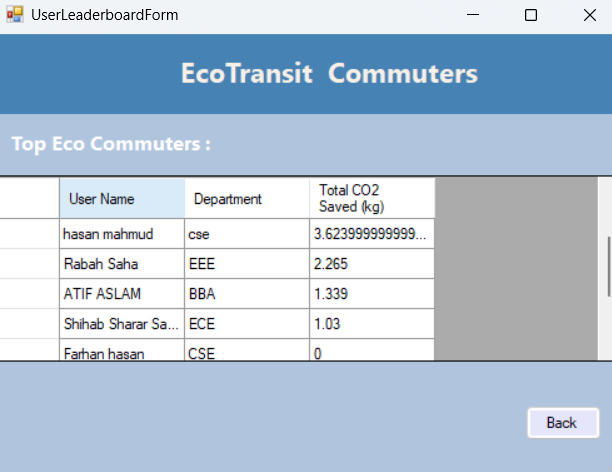 UserLeaderboardForm
EcoTransit Commuters
Top Eco Commuters :
User Name Department Total CO2
Saved (kg)
hasan mahmud cse 3.623999999999...
Rabah Saha EEE 2.265
ATIF ASLAM BBA 1.339
Shihab Sharar Sa... ECE 1.03
Farhan hasan CSE 0
Back